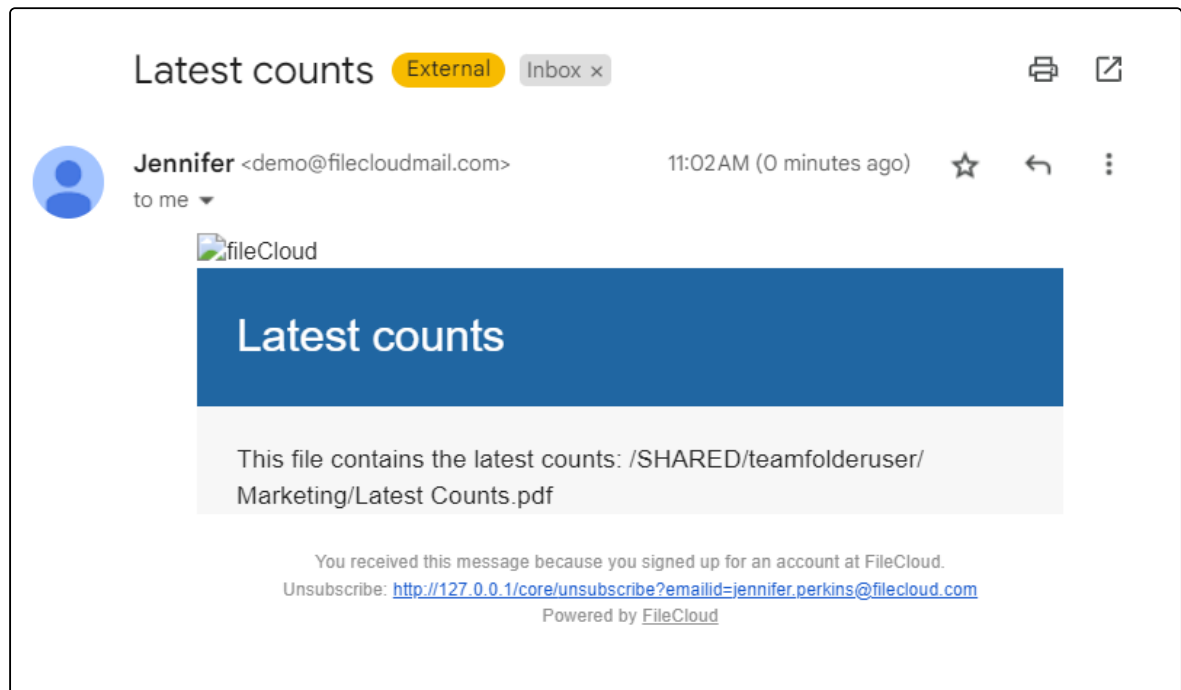 Latest counts External Inbox ×
Jennifer <demo@filecloudmail.com> 11:02 AM (0 minutes ago)
to me
fileCloud
Latest counts
This file contains the latest counts: /SHARED/teamfolderuser/
Marketing/Latest Counts.pdf
You received this message because you signed up for an account at FileCloud.
Unsubscribe: http://127.0.0.1/core/unsubscribe?emailid=jennifer.perkins@filecloud.com
Powered by FileCloud